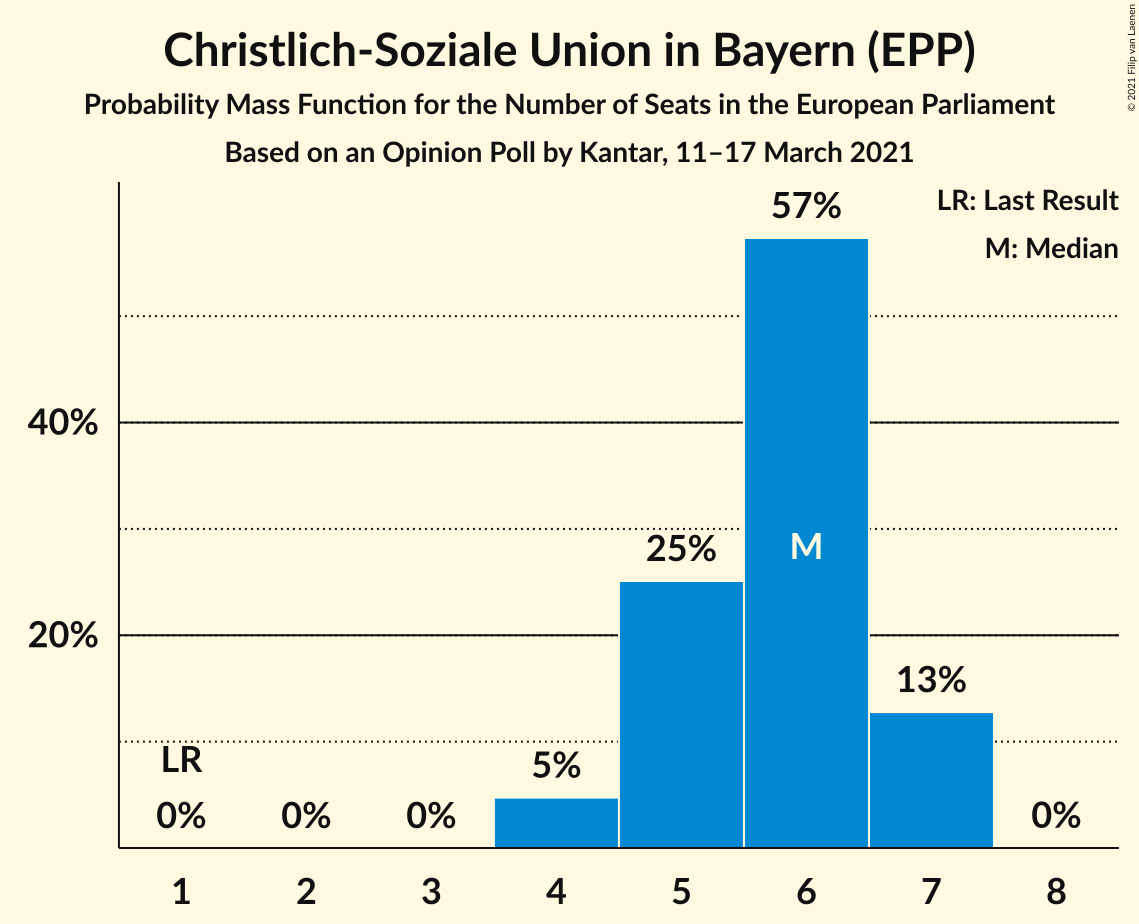 Christlich-Soziale Union in Bayern (EPP)
Probability Mass Function for the Number of Seats in the European Parliament
Based on an Opinion Poll by Kantar, 11–17 March 2021
© 2021 Filip van Laenen
LR: Last Result
M: Median
57%
40%
M
25%
20%
13%
LR
5%
0%
0%
0%
0%
1
2
3
4
5
6
7
8